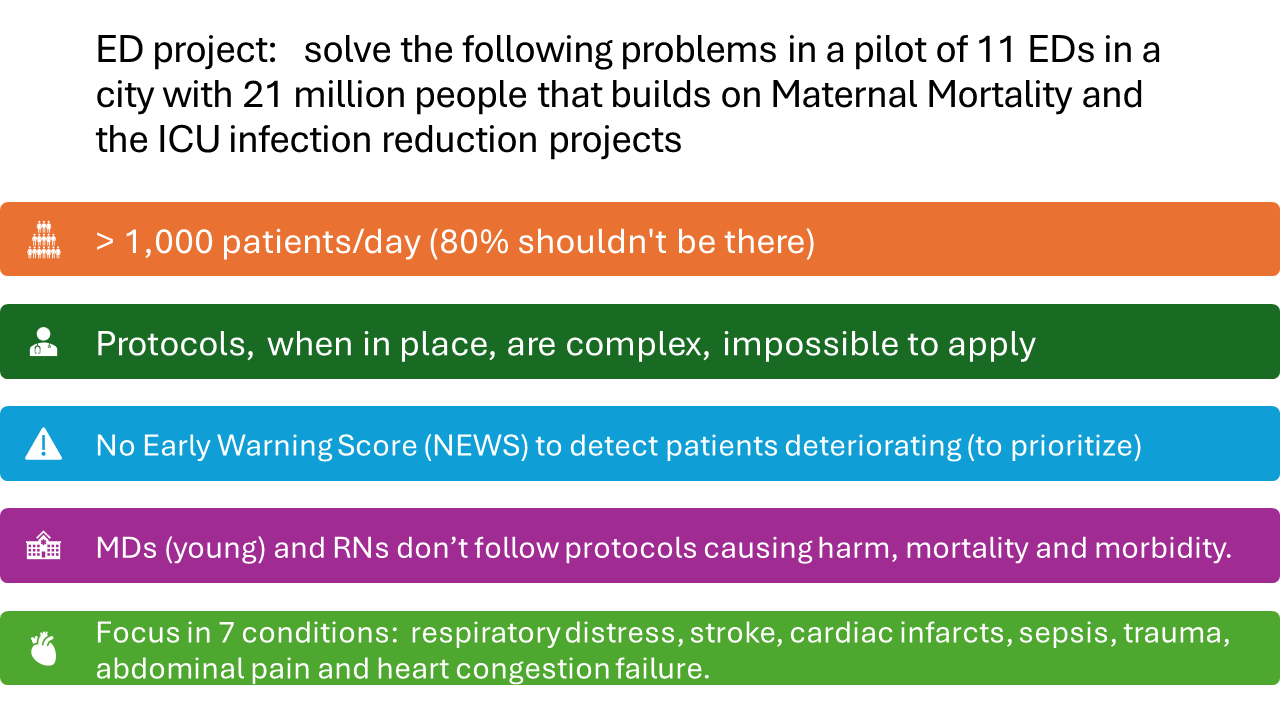 ED project:   solve the following problems in a pilot of 11 EDs in a
city with 21 million people that builds on Maternal Mortality and
the ICU infection reduction projects
> 1,000 patients/day (80% shouldn't be there)
Protocols, when in place, are complex, impossible to apply
No Early Warning Score (NEWS) to detect patients deteriorating (to prioritize)
MDs (young) and RNs don’t follow protocols causing harm, mortality and morbidity.
Focus in 7 conditions:  respiratory distress, stroke, cardiac infarcts, sepsis, trauma,
abdominal pain and heart congestion failure.